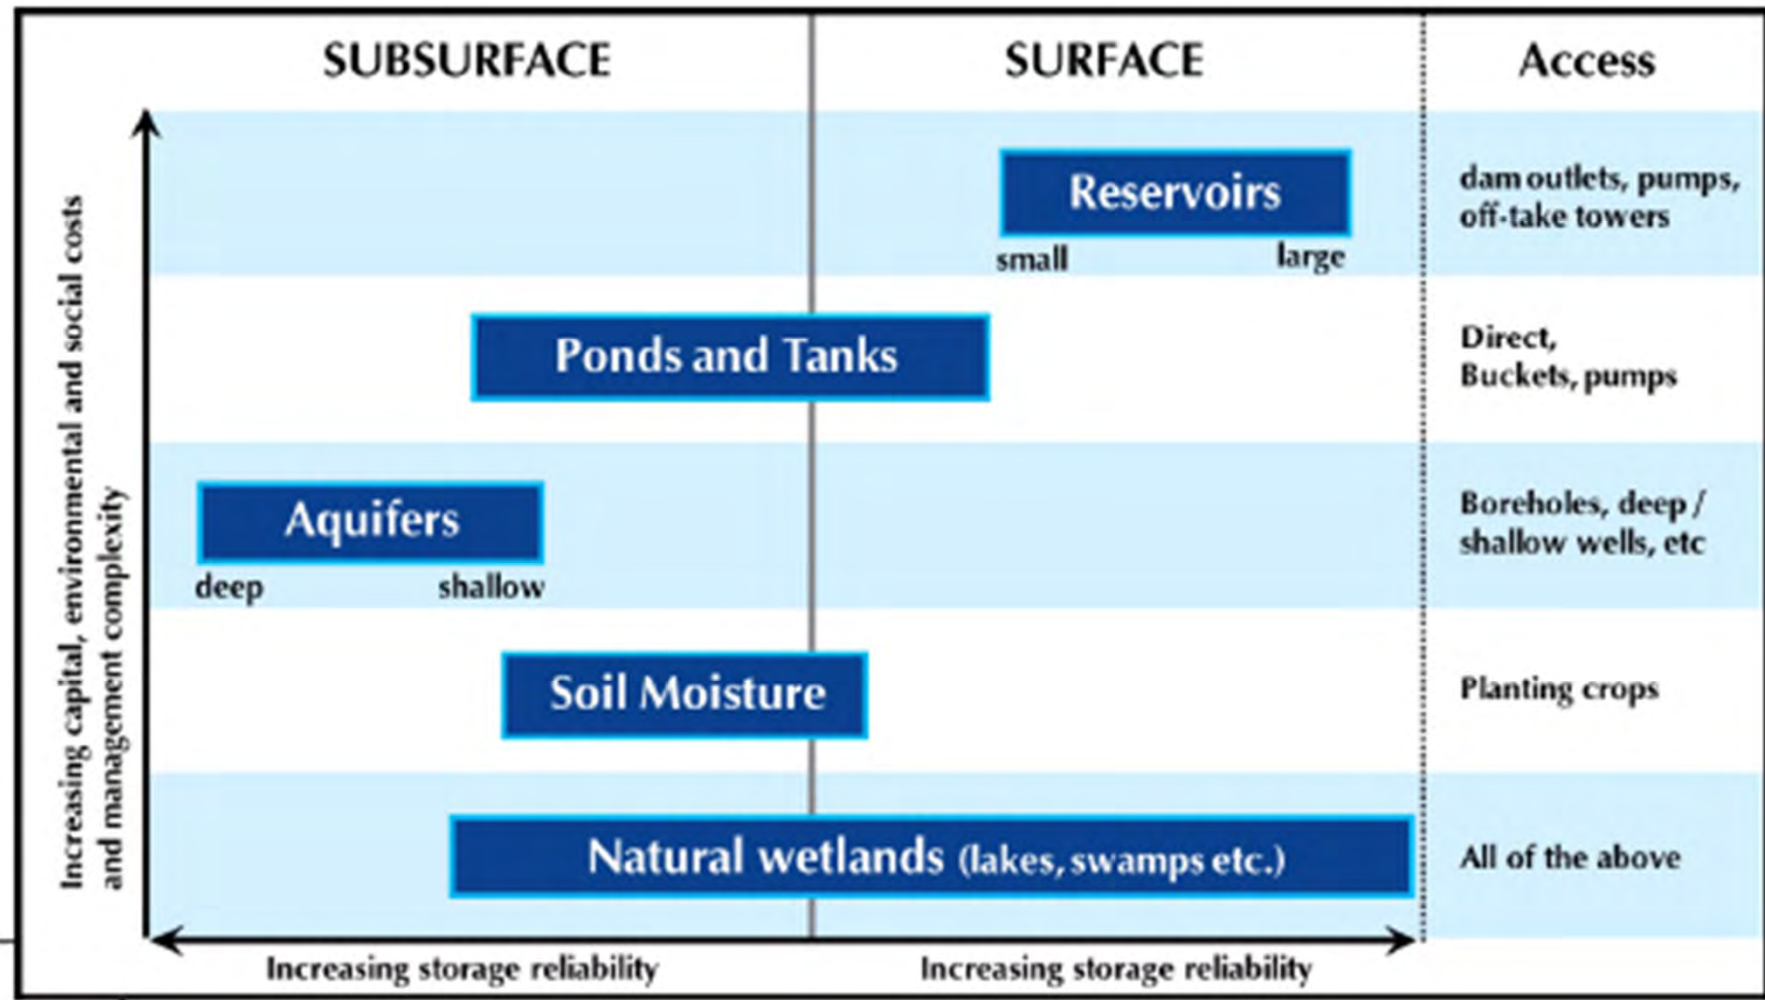 SUBSURFACE
SURFACE
Access
Increasing capital, environmental and social costs
and management complexity
Reservoirs
small
large
dam outlets, pumps,
off-take towers
Ponds and Tanks
Direct,
Buckets, pumps
Aquifers
deep
shallow
Boreholes, deep /
shallow wells, etc
Soil Moisture
Planting crops
Natural wetlands (lakes, swamps etc.)
All of the above
Increasing storage reliability
Increasing storage reliability